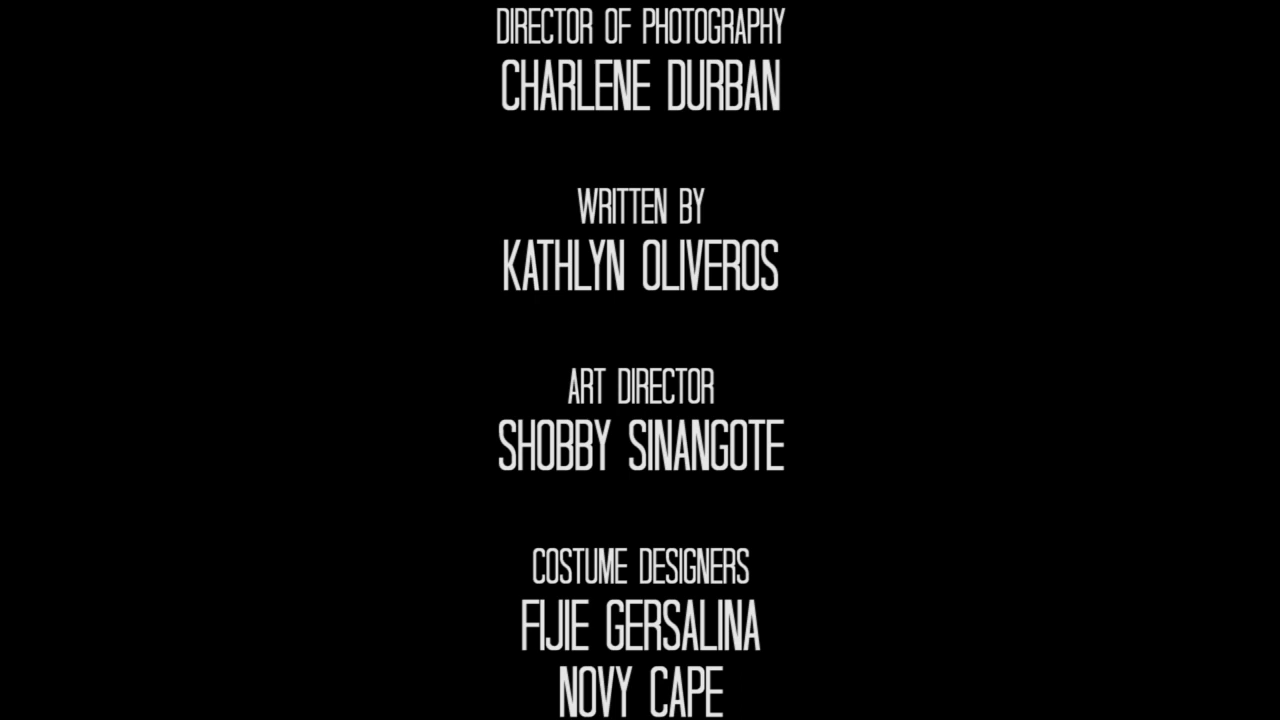 DIRECTOR OF PHOTOGRAPHY
CHARLENE DURBAN
WRITTEN BY
KATHLYN OLIVEROS
ART DIRECTOR
SHOBBY SINANGOTE
COSTUME DESIGNERS
FIJIE GERSALINA
NOVY CAPE